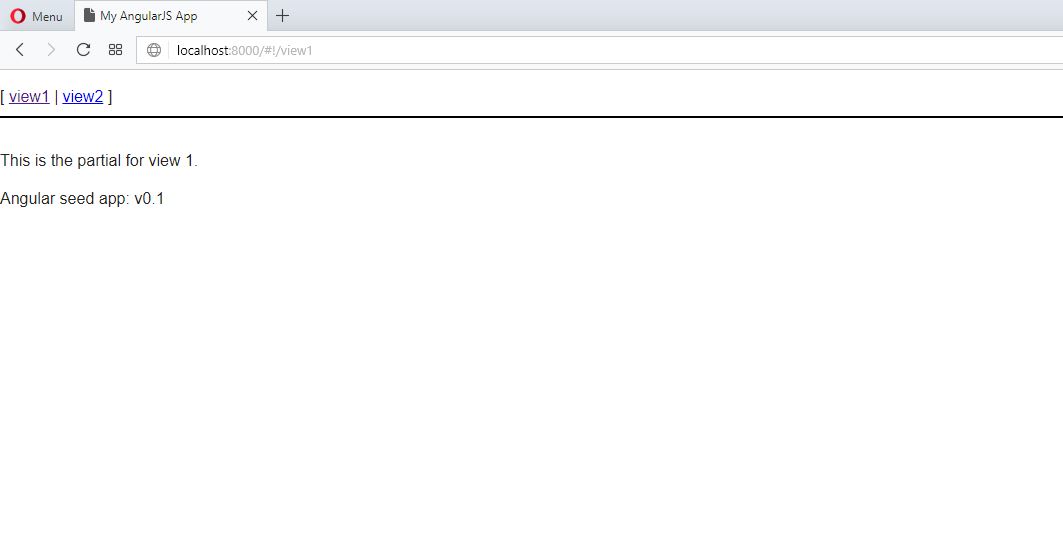 Menu
My AngularJS App
localhost:8000/#!/view1
[ view1 | view2 ]
This is the partial for view 1.
Angular seed app: v0.1